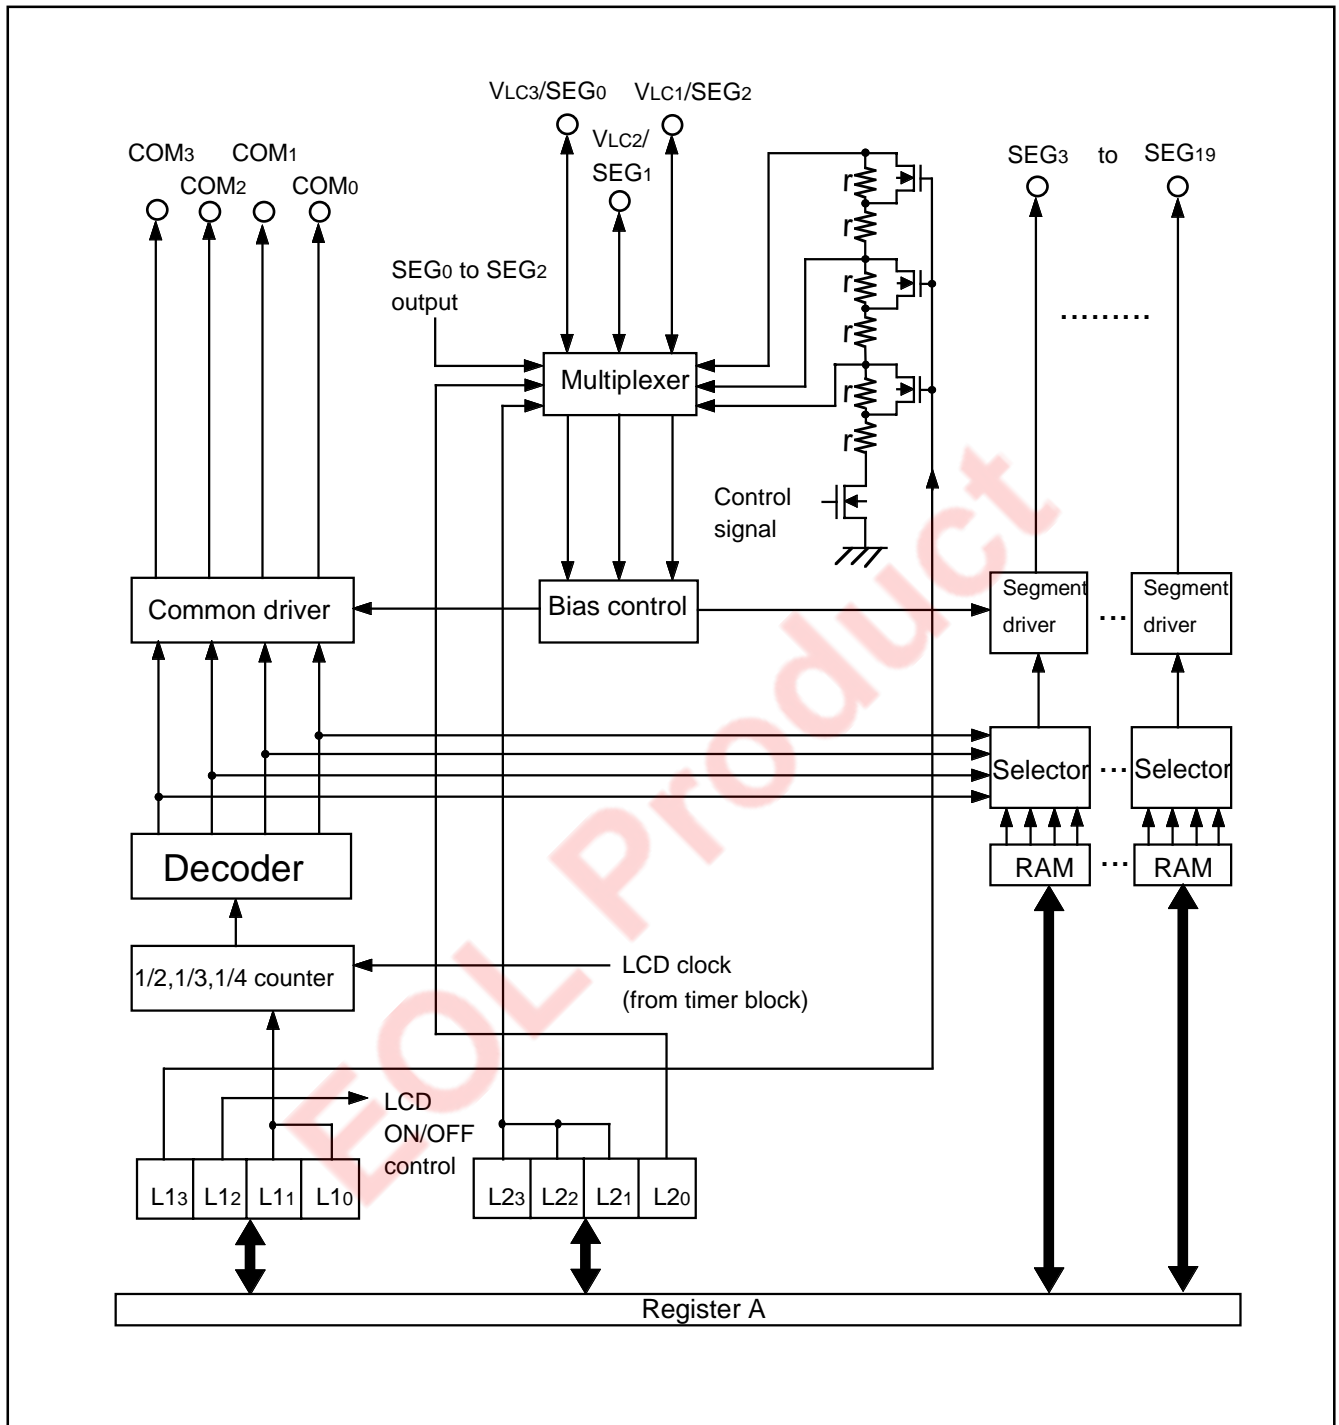 VLC3/SEG0 VLC1/SEG2
VLC2/
SEG1
COM3 COM1
COM2 COM0
SEG3 to SEG19
r
r
r
r
r
r
SEG0 to SEG2
output
Multiplexer
Control
signal
Common driver
Bias control
Segment
driver
...
Segment
driver
Selector ... Selector
Decoder
RAM ... RAM
1/2,1/3,1/4 counter
LCD clock
(from timer block)
LCD
ON/OFF
control
L13 L12 L11 L10
L23 L22 L21 L20
Register A
EOL Product